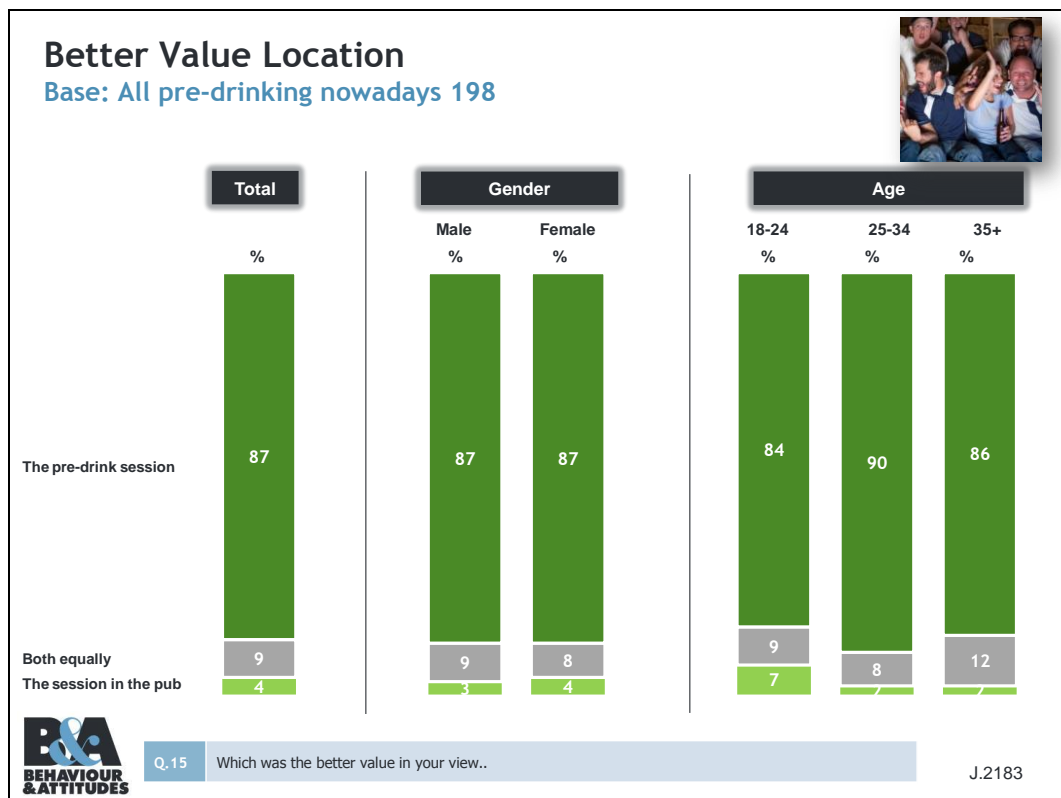 Better Value Location
Base: All pre-drinking nowadays 198
Total Gender Age
Male Female 18-24 25-34 35+
% % % % % %
The pre-drink session 87 87 87 84 90 86
Both equally 9 9 8 9 8 12
The session in the pub 4 3 4 7 2 2
B&A
BEHAVIOUR
&ATTITUDES
Q.15 Which was the better value in your view..
J.2183